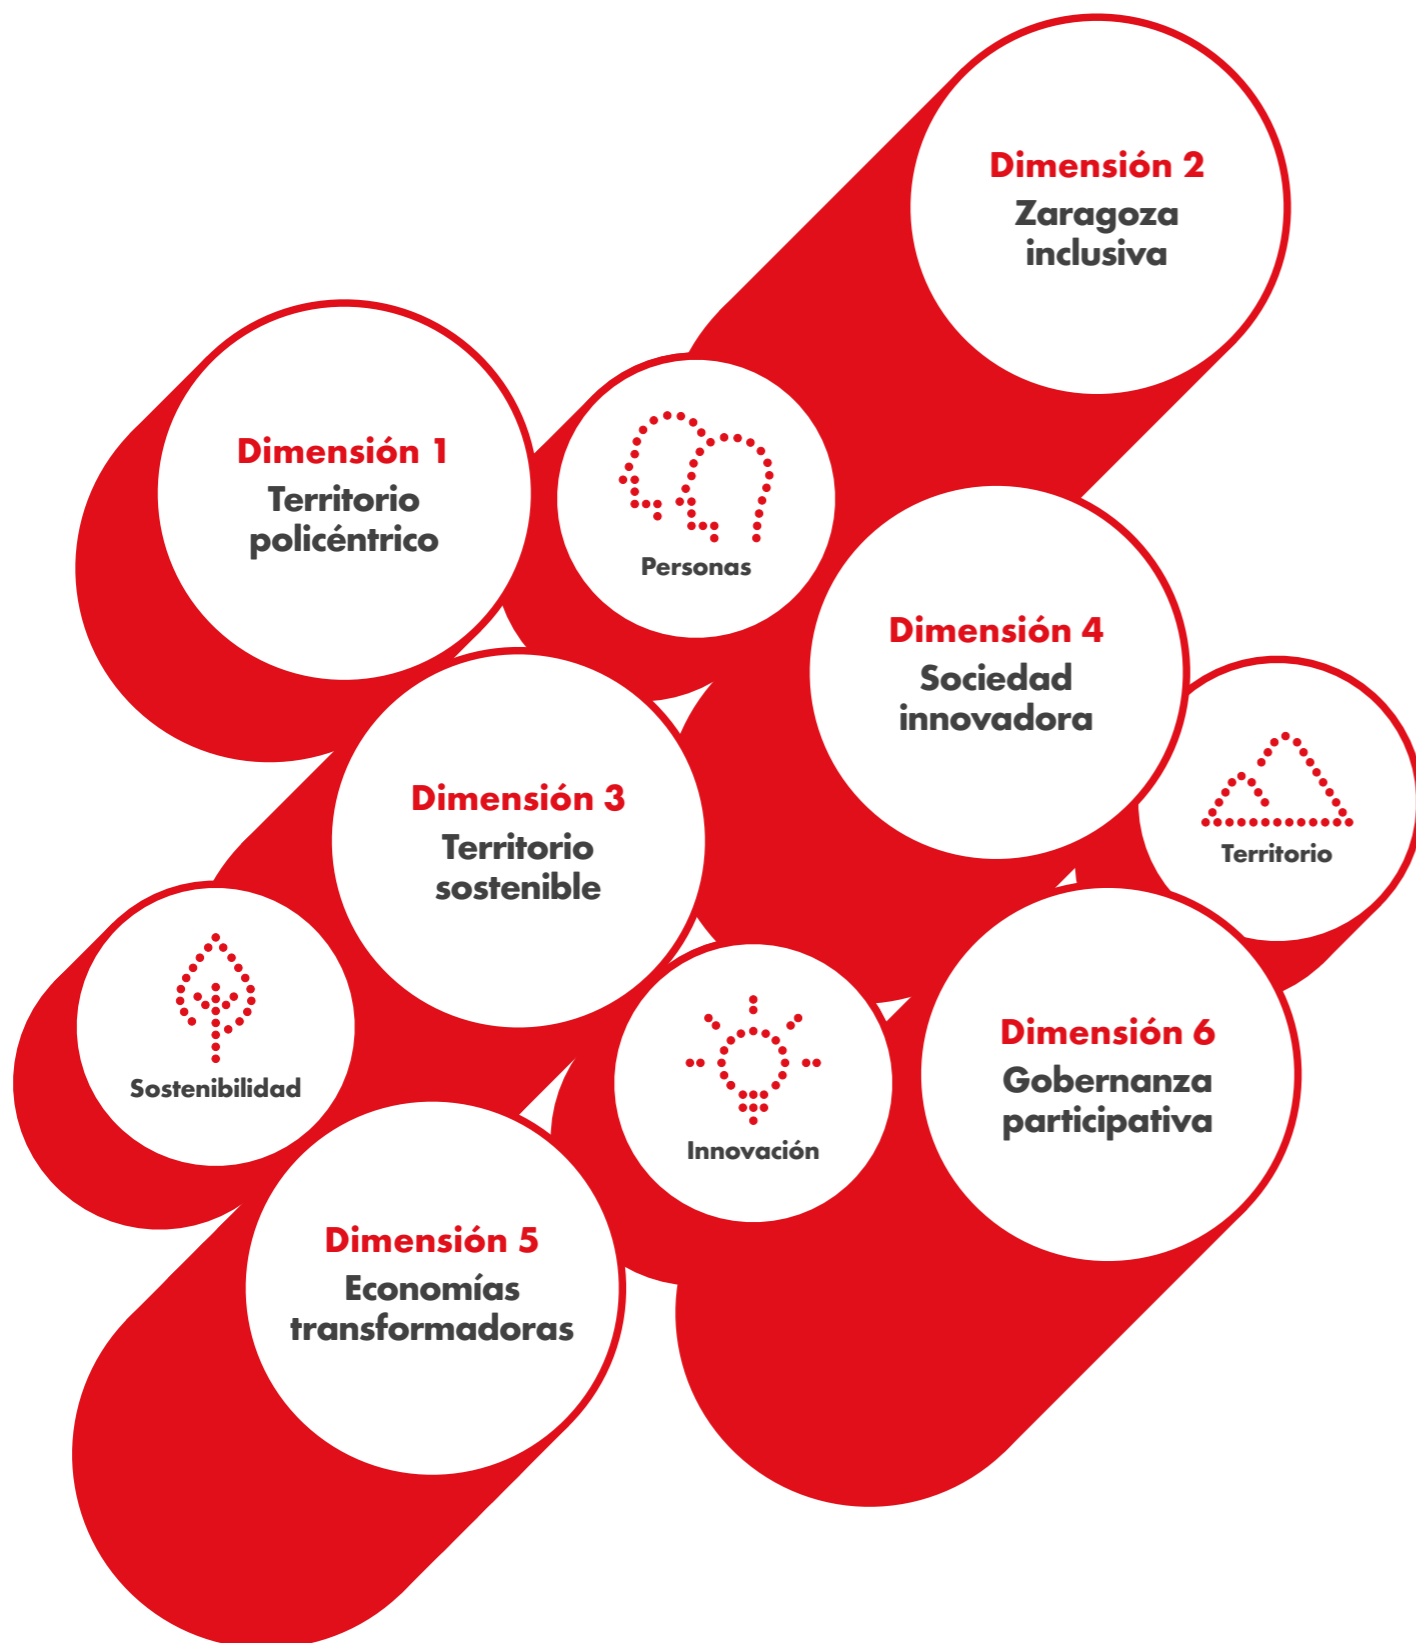 Dimensión 2
Zaragoza
inclusiva
Dimensión 1
Territorio
policéntrico
Personas
Dimensión 4
Sociedad
innovadora
Dimensión 3
Territorio
sostenible
Territorio
Sostenibilidad
Dimensión 6
Gobernanza
participativa
Innovación
Dimensión 5
Economías
transformadoras